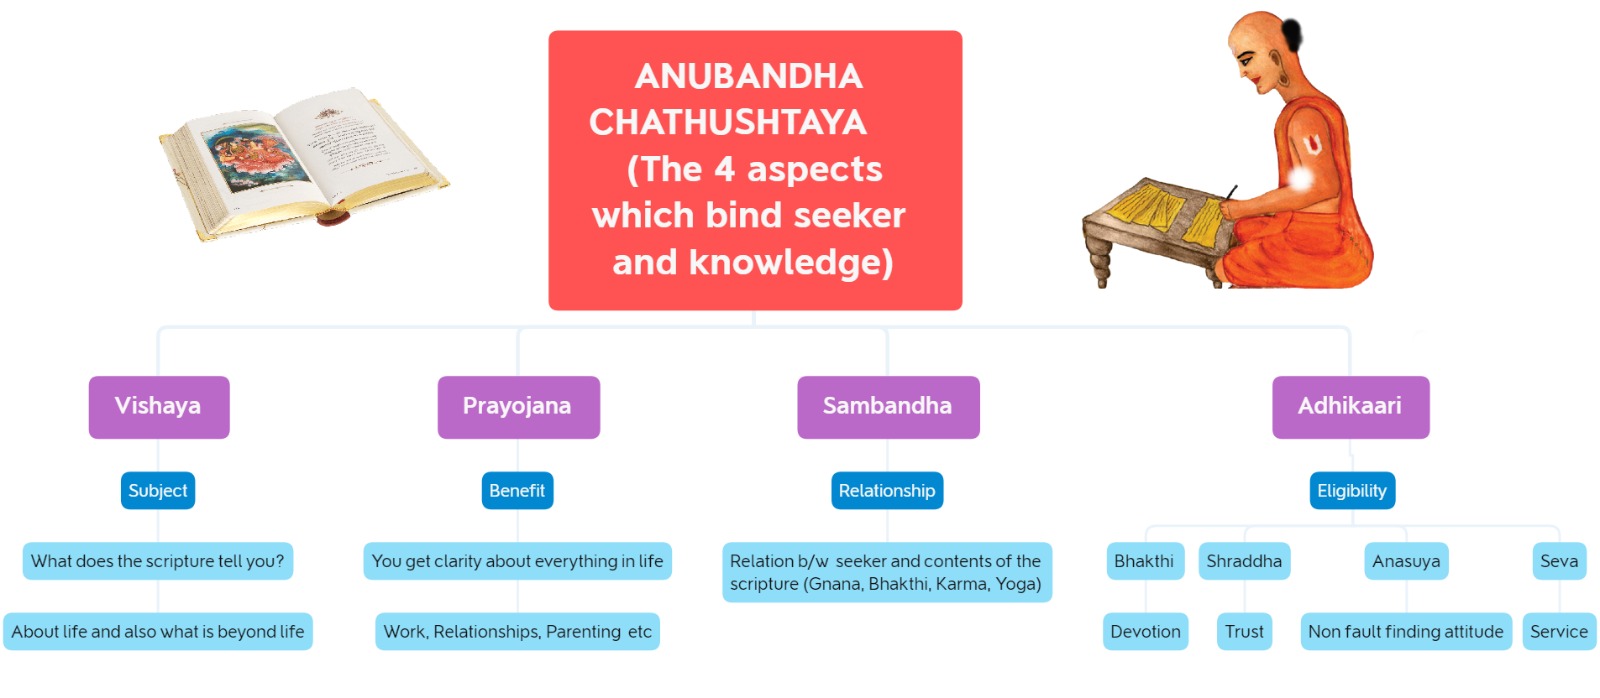 ANUBANDHA
CHATHUSHTAYA
(The 4 aspects
which bind seeker
and knowledge)
Vishaya
Prayojana
Sambandha
Adhikaari
Subject
Benefit
Relationship
Eligibility
What does the scripture tell you?
You get clarity about everything in life
Relation b/w seeker and contents of the
scripture (Gnana, Bhakthi, Karma, Yoga)
Bhakthi
Shraddha
Anasuya
Seva
About life and also what is beyond life
Work, Relationships, Parenting etc
Devotion
Trust
Non fault finding attitude
Service